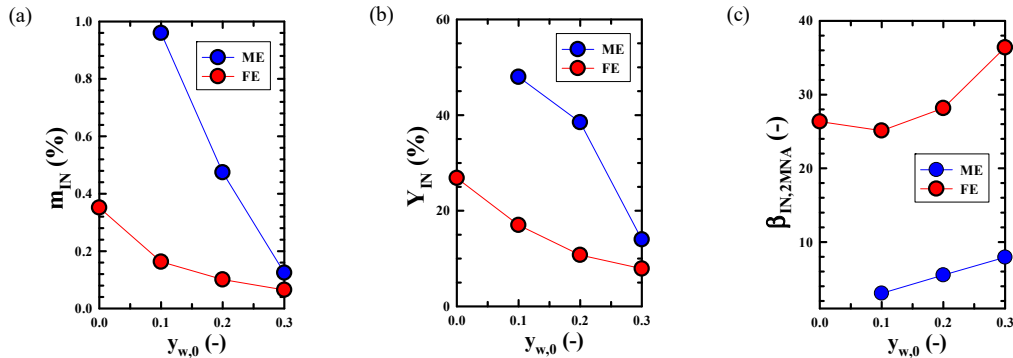 (a)
1.0
0.8
0.6
0.4
0.2
0.0
m_IN (%)
ME
FE
0.0 0.1 0.2 0.3
y_w,0 (-)
(b)
60
40
20
0
Y_IN (%)
ME
FE
0.0 0.1 0.2 0.3
y_w,0 (-)
(c)
40
30
20
10
β_IN,2MNA (-)
ME
FE
0.0 0.1 0.2 0.3
y_w,0 (-)